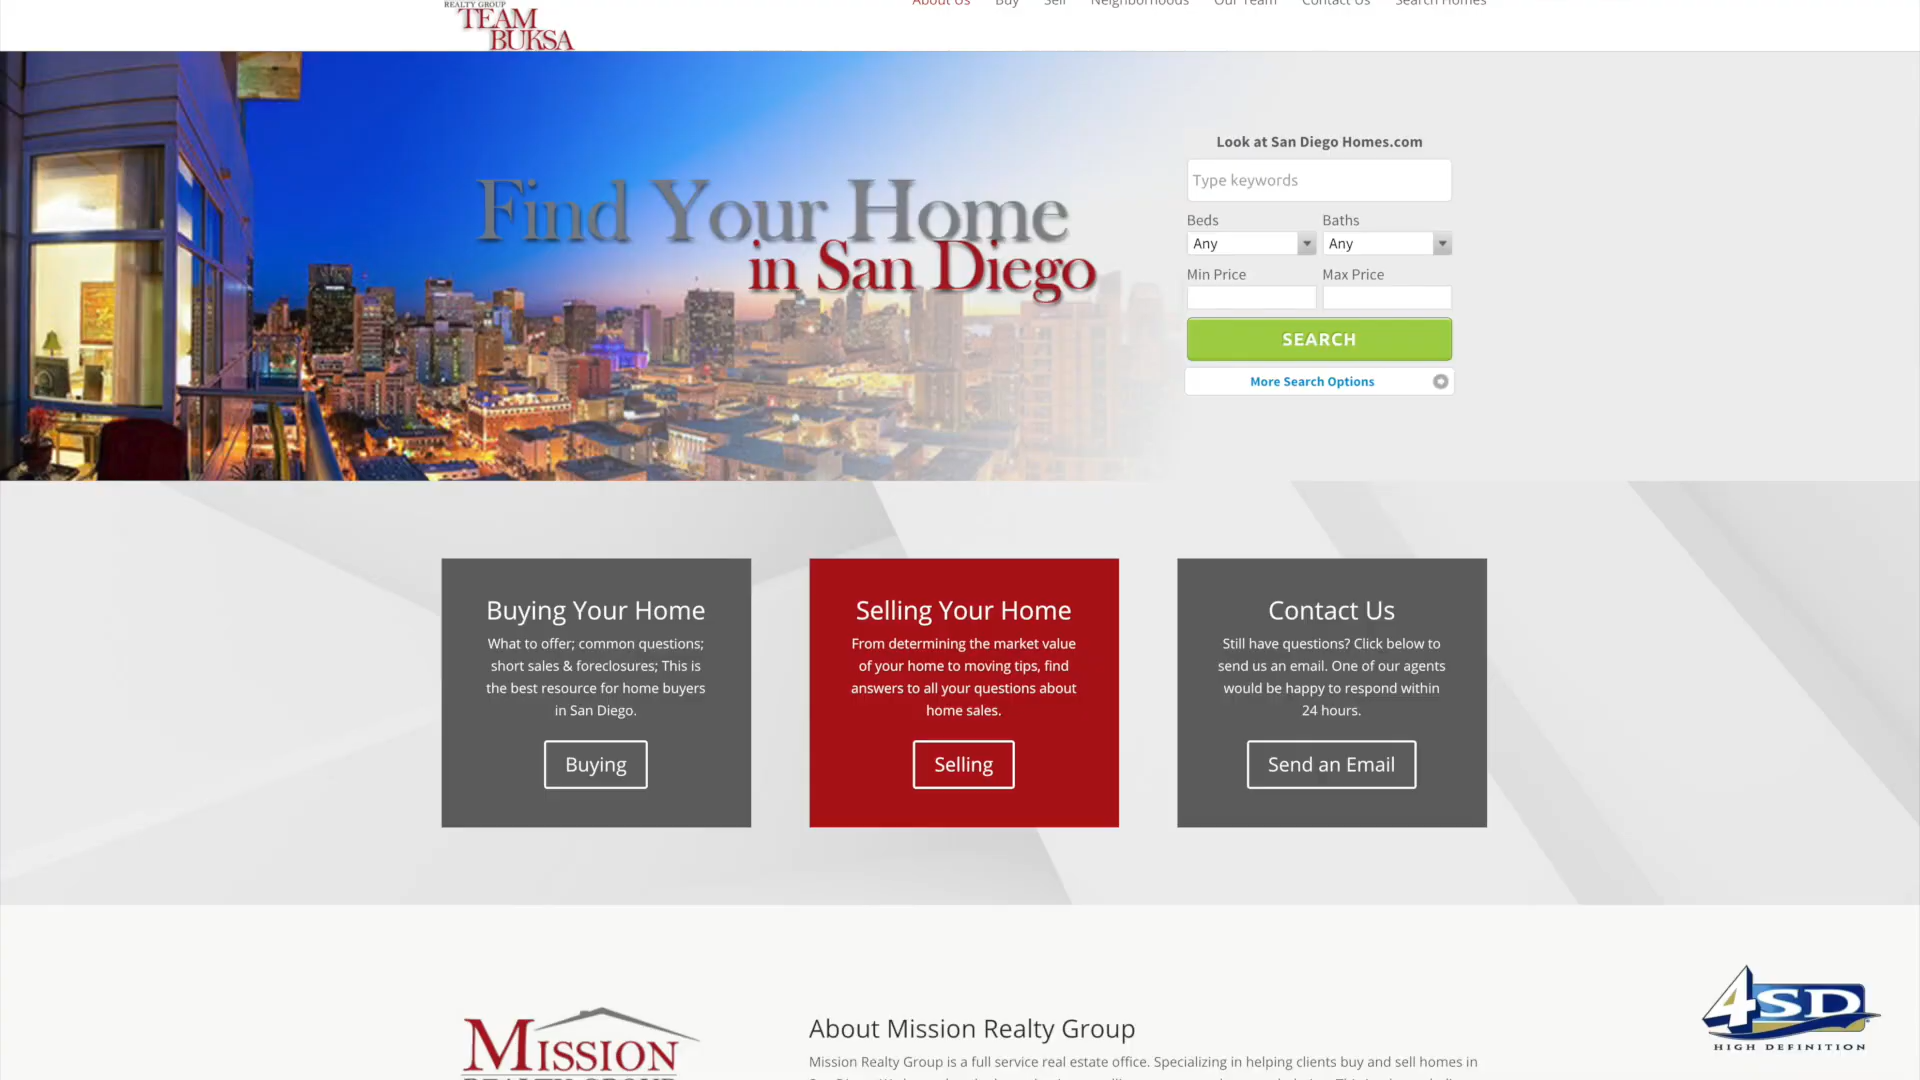 REALTY GROUP
TEAM
BUKSA
About Us Buy Sell Neighborhoods Our Team Contact Us Search Homes
Find Your Home
in San Diego
Look at San Diego Homes.com
Type keywords
Beds Baths
Any Any
Min Price Max Price
SEARCH
More Search Options
Buying Your Home
What to offer; common questions;
short sales & foreclosures; This is
the best resource for home buyers
in San Diego.
Buying
Selling Your Home
From determining the market value
of your home to moving tips, find
answers to all your questions about
home sales.
Selling
Contact Us
Still have questions? Click below to
send us an email. One of our agents
would be happy to respond within
24 hours.
Send an Email
MISSION
REALTY GROUP
About Mission Realty Group
Mission Realty Group is a full service real estate office. Specializing in helping clients buy and sell homes in
4SD
HIGH DEFINITION